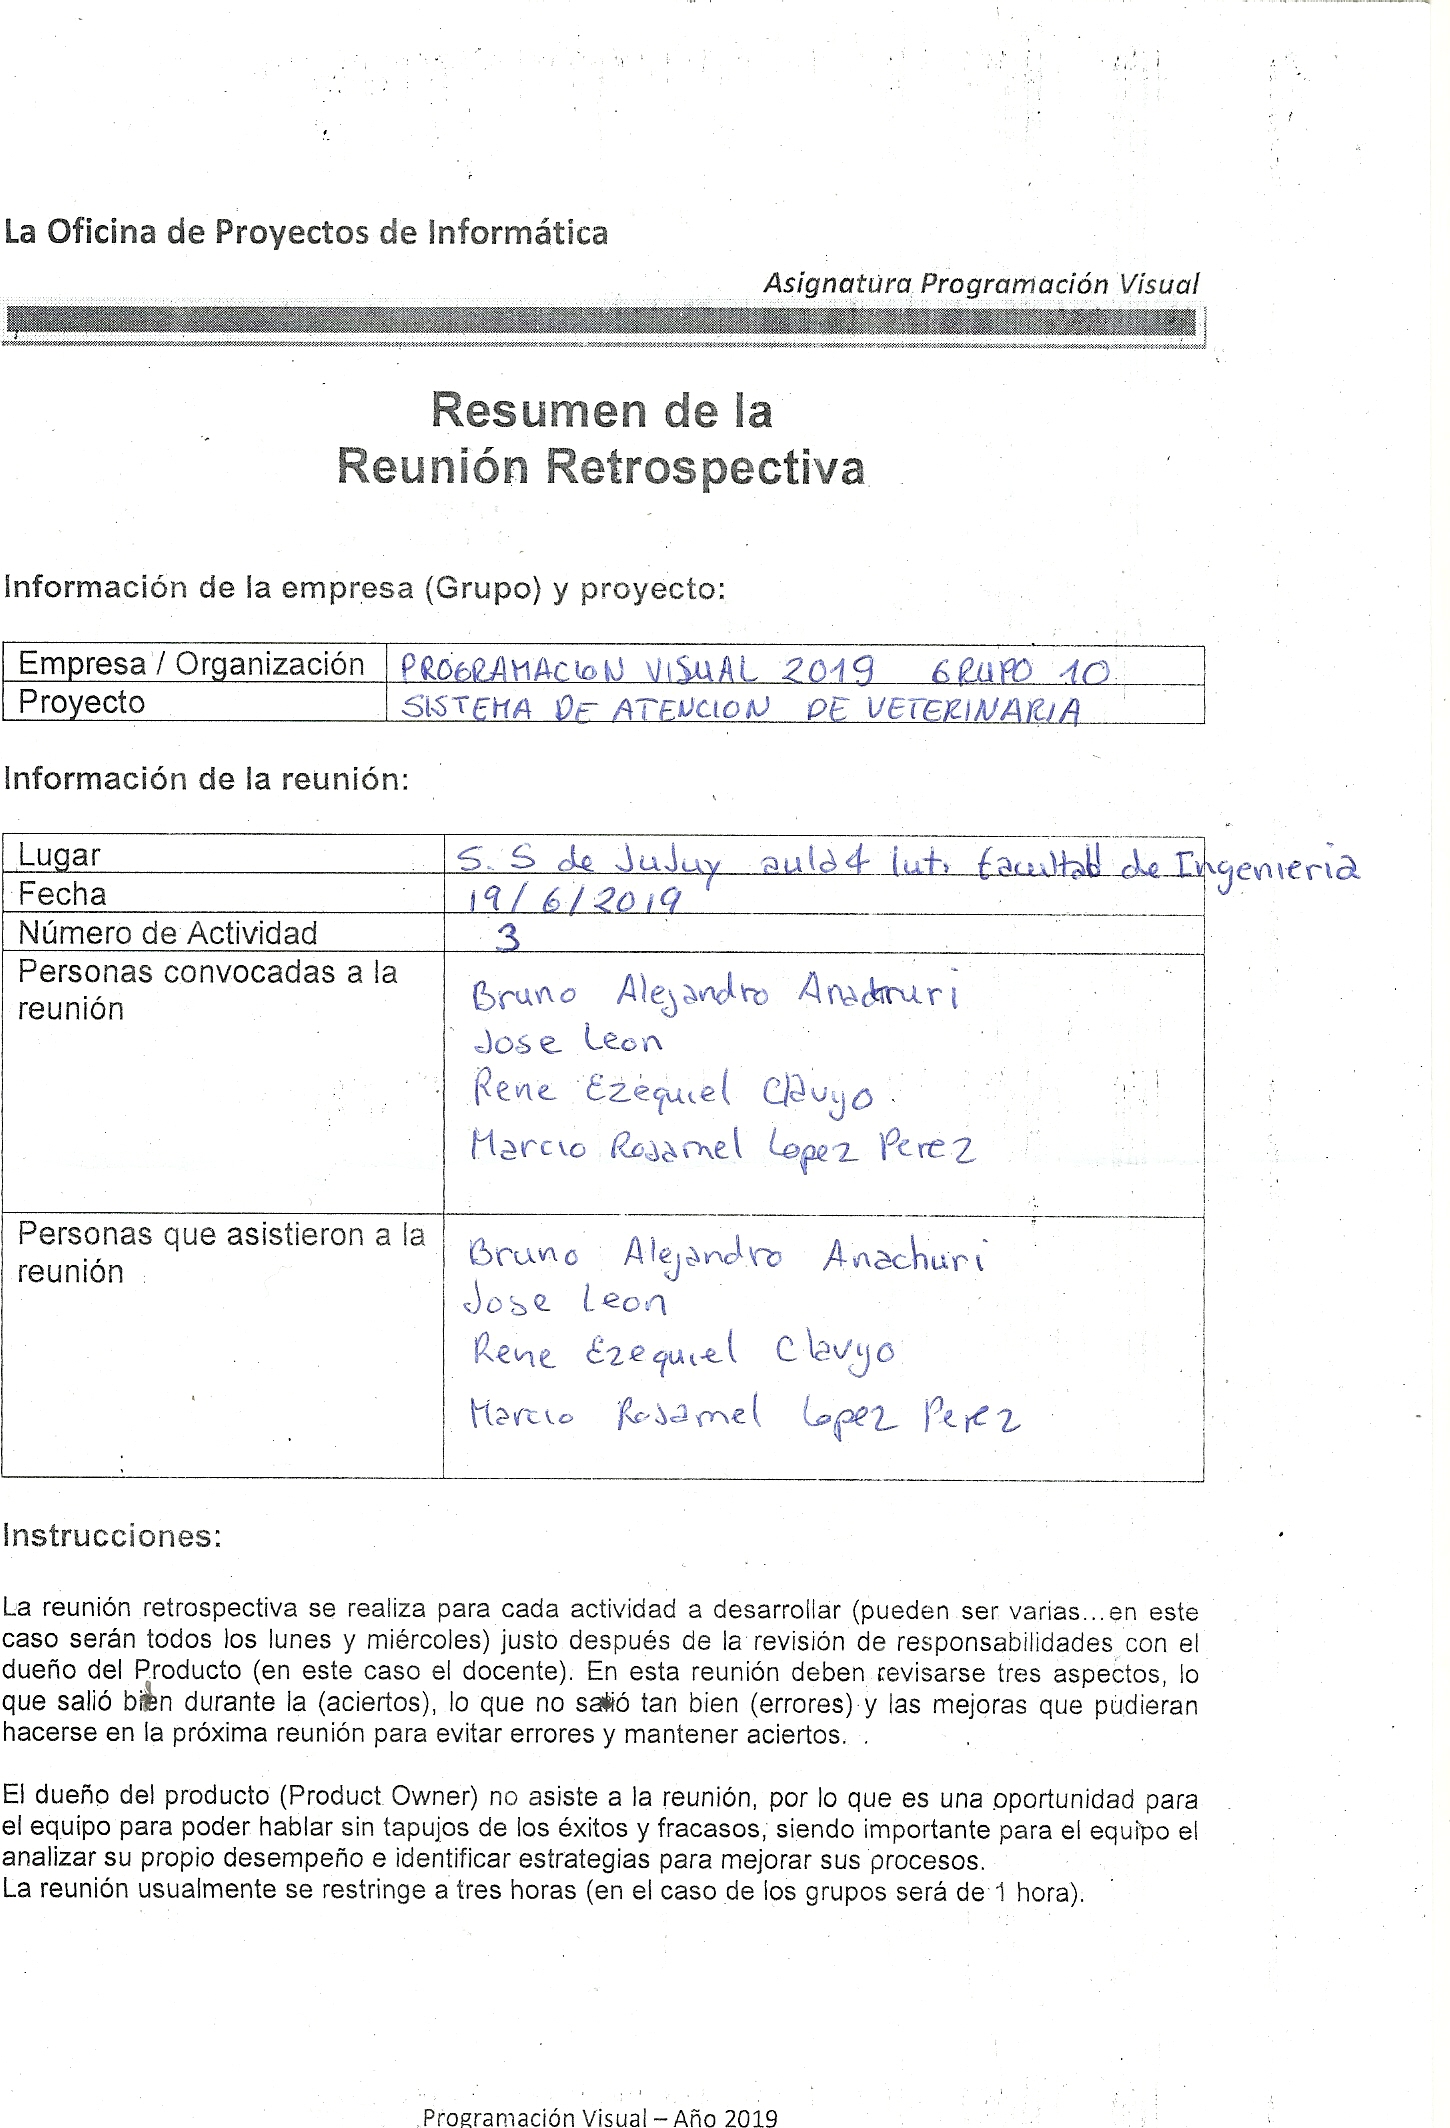 La Oficina de Proyectos de Informática
Asignatura Programación Visual
Resumen de la
Reunión Retrospectiva
Información de la empresa (Grupo) y proyecto:
Empresa / Organización PROGRAMACION VISUAL 2019 GRUPO 10
Proyecto SISTEMA DE ATENCION DE VETERINARIA
Información de la reunión:
Lugar S. S de JuJuy aula 4 facultad de Ingenieria
Fecha 19/6/2019
Número de Actividad 3
Personas convocadas a la
reunión
Bruno Alejandro Anachuri
Jose Leon
Rene Ezequiel Clavyo
Marcio Rosamel Lopez Perez
Personas que asistieron a la
reunión
Bruno Alejandro Anachuri
Jose Leon
Rene Ezequiel Clavyo
Marcio Rosamel Lopez Perez
Instrucciones:
La reunión retrospectiva se realiza para cada actividad a desarrollar (pueden ser varias...en este
caso serán todos los lunes y miércoles) justo después de la revisión de responsabilidades con el
dueño del Producto (en este caso el docente). En esta reunión deben revisarse tres aspectos, lo
que salió bien durante la (aciertos), lo que no salió tan bien (errores) y las mejoras que pudieran
hacerse en la próxima reunión para evitar errores y mantener aciertos.
El dueño del producto (Product Owner) no asiste a la reunión, por lo que es una oportunidad para
el equipo para poder hablar sin tapujos de los éxitos y fracasos, siendo importante para el equipo el
analizar su propio desempeño e identificar estrategias para mejorar sus procesos.
La reunión usualmente se restringe a tres horas (en el caso de los grupos será de 1 hora).
Programación Visual – Año 2019